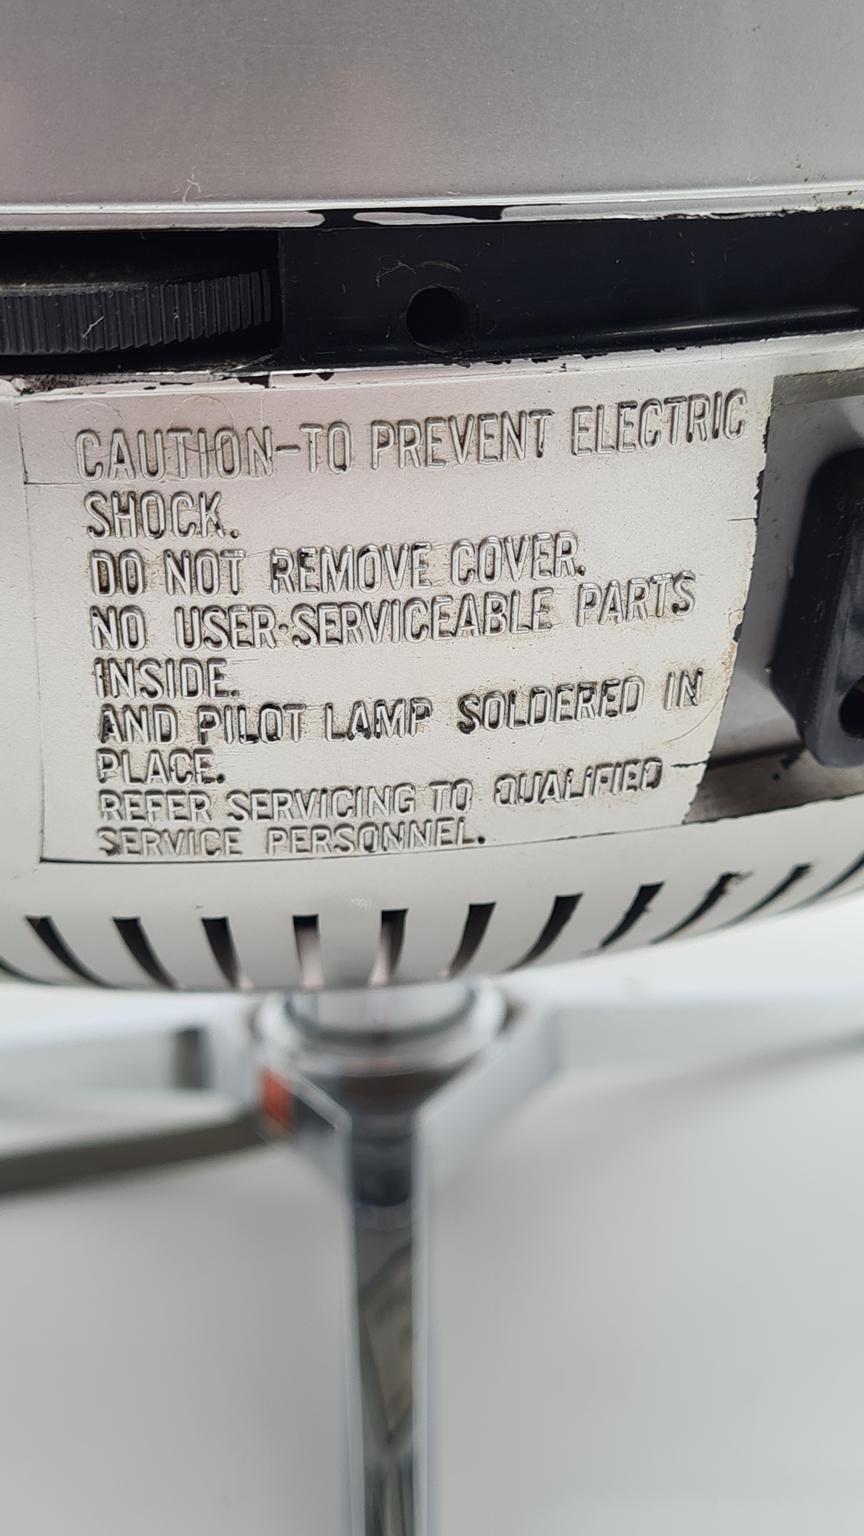 CAUTION-TO PREVENT ELECTRIC
SHOCK.
DO NOT REMOVE COVER.
NO USER-SERVICEABLE PARTS
INSIDE.
AND PILOT LAMP SOLDERED IN
PLACE.
REFER SERVICING TO QUALIFIED
SERVICE PERSONNEL.